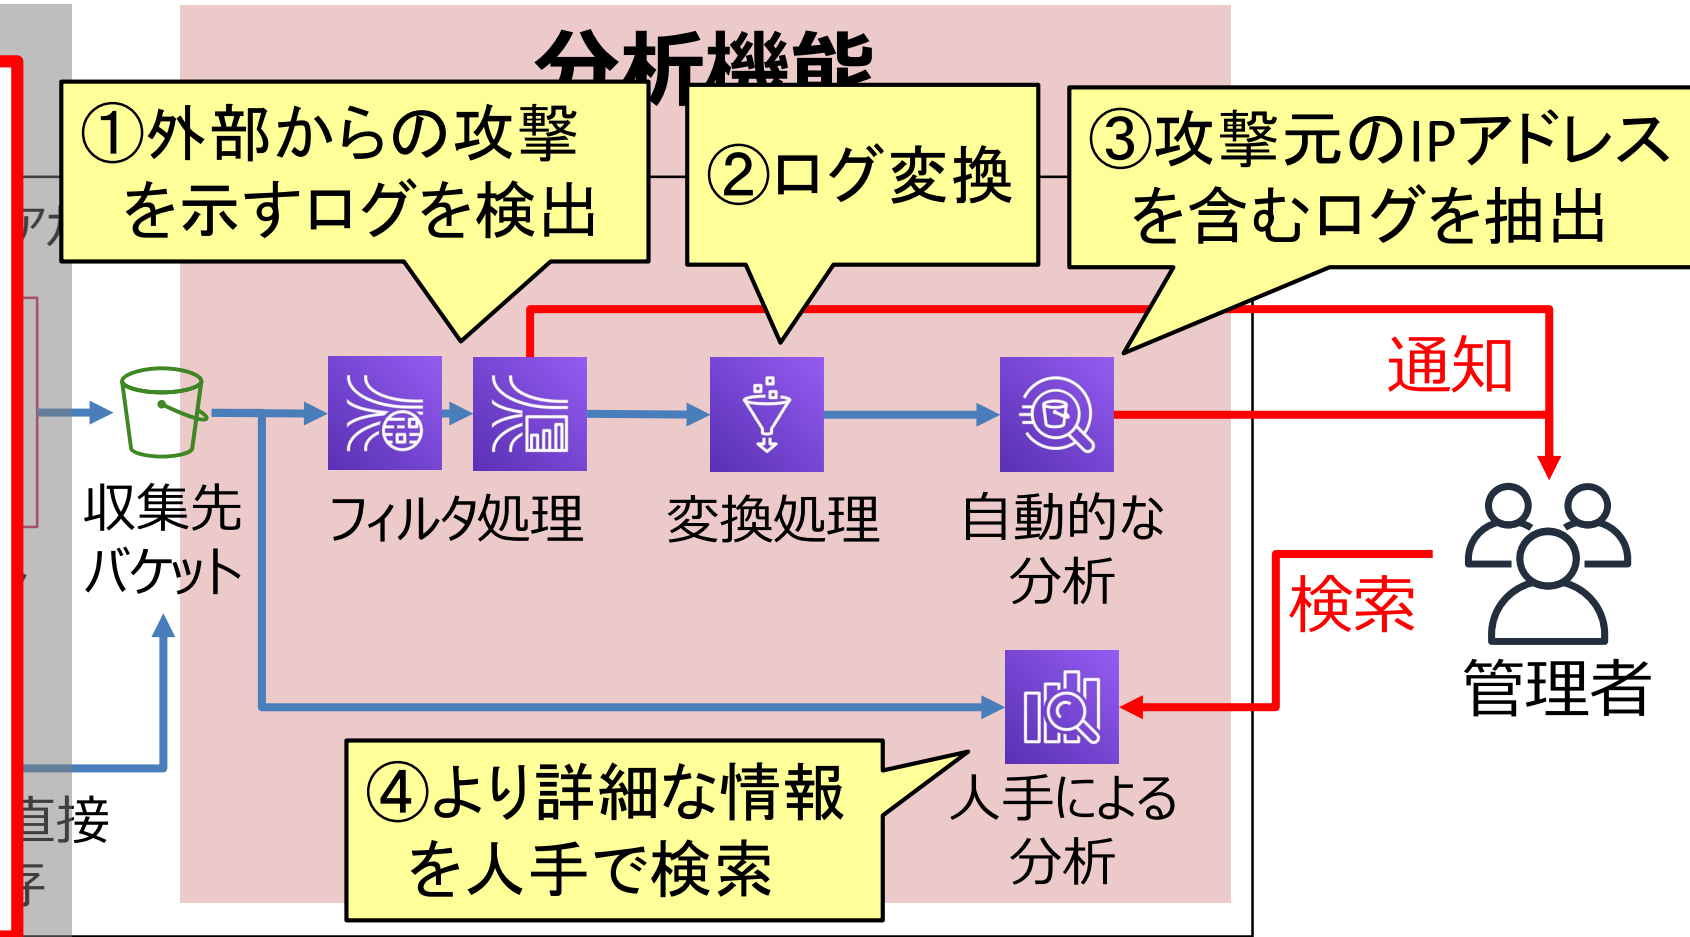 分析機能
①外部からの攻撃
を示すログを検出
②ログ変換
③攻撃元のIPアドレス
を含むログを抽出
通知
収集先
バケット
フィルタ処理
変換処理
自動的な
分析
検索
管理者
④より詳細な情報
を人手で検索
人手による
分析
直接
存